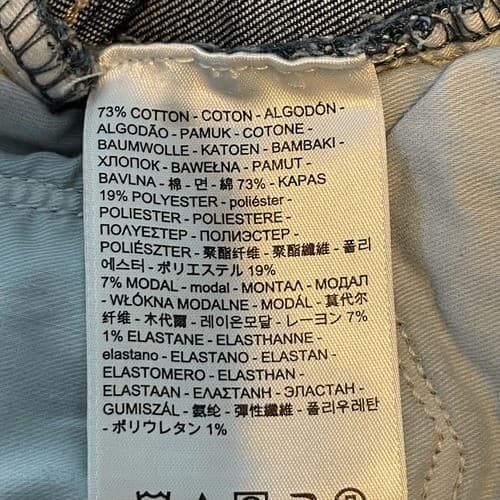 73% COTTON - COTON - ALGODÓN -
ALGODÃO - PAMUK - COTONE -
BAUMWOLLE - KATOEN - BAMBAKI -
ХЛОПОК - BAWEŁNA - PAMUT -
BAVLNA - 棉 - 면 - 綿 73% - KAPAS
19% POLYESTER - poliéster -
POLIESTER - POLIESTERE -
ΠΟΛΥΕΣΤΕΡ - ПОЛИЭСТЕР -
POLIÉSZTER - 聚酯纤维 - 聚酯纖維 - 폴리
에스터 - ポリエステル 19%
7% MODAL - modal - ΜΟΝΤΑΛ - МОДАЛ
- WŁÓKNA MODALNE - MODÁL - 莫代尔
纤维 - 木代爾 - 레이온모달 - レーヨン 7%
1% ELASTANE - ELASTHANNE -
elastano - ELASTANO - ELASTAN -
ELASTOMERO - ELASTHAN -
ELASTAAN - ΕΛΑΣΤΑΝΗ - ЭЛАСТАН -
GUMISZÁL - 氨纶 - 彈性纖維 - 폴리우레탄
- ポリウレタン 1%